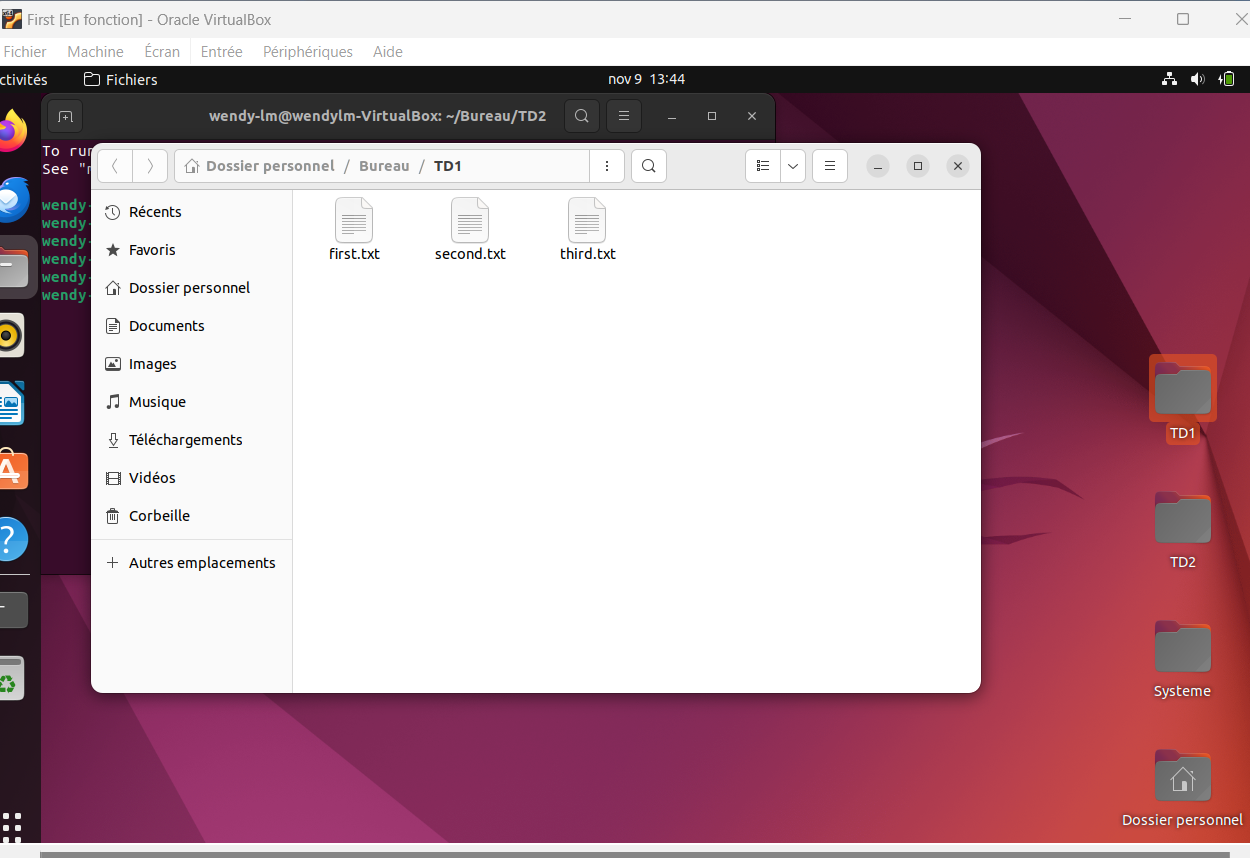 First [En fonction] - Oracle VirtualBox
Fichier Machine Écran Entrée Périphériques Aide
ctivités Fichiers nov 9 13:44
wendy-lm@wendylm-VirtualBox: ~/Bureau/TD2
To run
See "
wendy-
wendy-
wendy-
wendy-
wendy-
wendy-
Dossier personnel / Bureau / TD1
Récents
Favoris
Dossier personnel
Documents
Images
Musique
Téléchargements
Vidéos
Corbeille
Autres emplacements
first.txt second.txt third.txt
TD1
TD2
Systeme
Dossier personnel